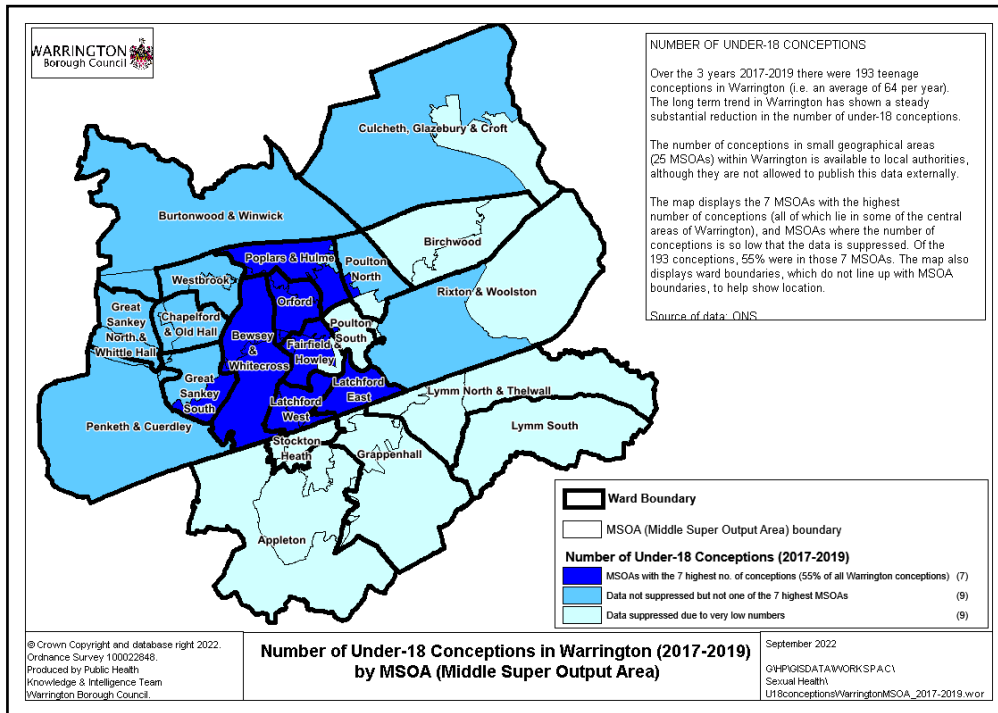 WARRINGTON
Borough Council
NUMBER OF UNDER-18 CONCEPTIONS
Over the 3 years 2017-2019 there were 193 teenage
conceptions in Warrington (i.e. an average of 64 per year).
The long term trend in Warrington has shown a steady
substantial reduction in the number of under-18 conceptions.
The number of conceptions in small geographical areas
(25 MSOAs) within Warrington is available to local authorities,
although they are not allowed to publish this data externally.
The map displays the 7 MSOAs with the highest
number of conceptions (all of which lie in some of the central
areas of Warrington), and MSOAs where the number of
conceptions is so low that the data is suppressed. Of the
193 conceptions, 55% were in those 7 MSOAs. The map also
displays ward boundaries, which do not line up with MSOA
boundaries, to help show location.
Source of data: ONS
Culcheth, Glazebury & Croft
Burtonwood & Winwick
Birchwood
Poplars & Hulme
Poulton
North
Westbrook
Rixton & Woolston
Orford
Great
Sankey
North &
Whittle Hall
Chapelford
& Old Hall
Poulton
South
Bewsey
&
Whitecross
Fairfield &
Howley
Great
Sankey
South
Latchford
East
Latchford
West
Lymm North & Thelwall
Penketh & Cuerdley
Lymm South
Stockton
Heath
Grappenhall
Appleton
Ward Boundary
MSOA (Middle Super Output Area) boundary
Number of Under-18 Conceptions (2017-2019)
MSOAs with the 7 highest no. of conceptions (55% of all Warrington conceptions) (7)
Data not suppressed but not one of the 7 highest MSOAs (9)
Data suppressed due to very low numbers (9)
© Crown Copyright and database right 2022.
Ordnance Survey 100022848.
Produced by Public Health
Knowledge & Intelligence Team
Warrington Borough Council.
Number of Under-18 Conceptions in Warrington (2017-2019)
by MSOA (Middle Super Output Area)
September 2022
G\HP\GISDATA\WORKSPAC\
Sexual Health\
U18conceptionsWarringtonMSOA_2017-2019.wor